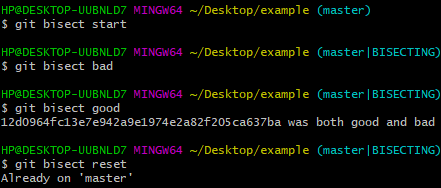 HP@DESKTOP-UUBNLD7 MINGW64 ~/Desktop/example (master)
$ git bisect start
HP@DESKTOP-UUBNLD7 MINGW64 ~/Desktop/example (master|BISECTING)
$ git bisect bad
HP@DESKTOP-UUBNLD7 MINGW64 ~/Desktop/example (master|BISECTING)
$ git bisect good
12d0964fc13e7e942a9e1974e2a82f205ca637ba was both good and bad
HP@DESKTOP-UUBNLD7 MINGW64 ~/Desktop/example (master|BISECTING)
$ git bisect reset
Already on 'master'